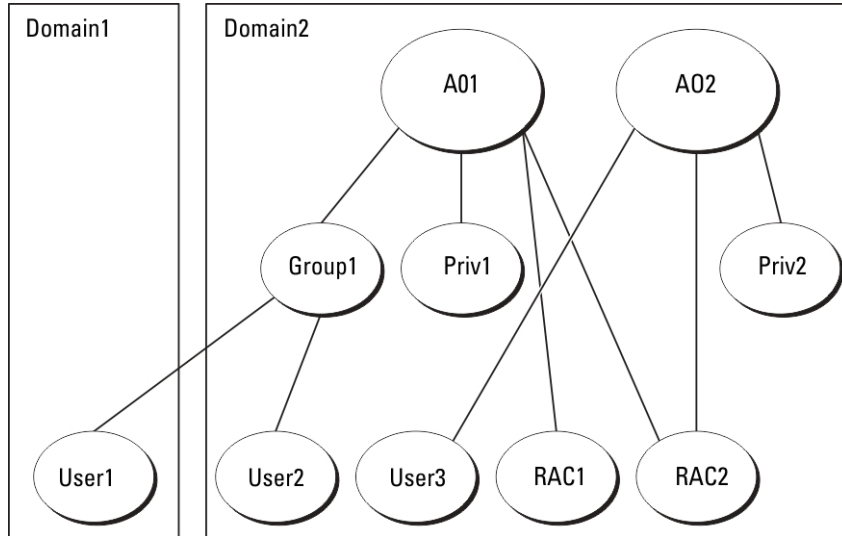 Domain1
Domain2
A01
AO2
Group1
Priv1
Priv2
User1
User2
User3
RAC1
RAC2